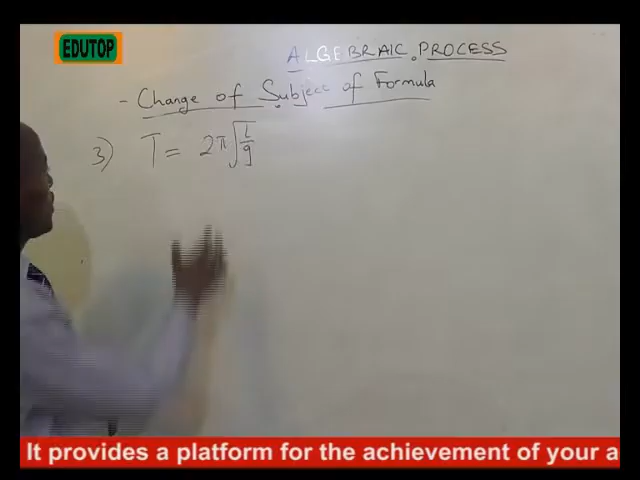 EDUTOP
ALGEBRAIC PROCESS
- Change of Subject of Formula
3) T = 2π√(l/g)
It provides a platform for the achievement of your a